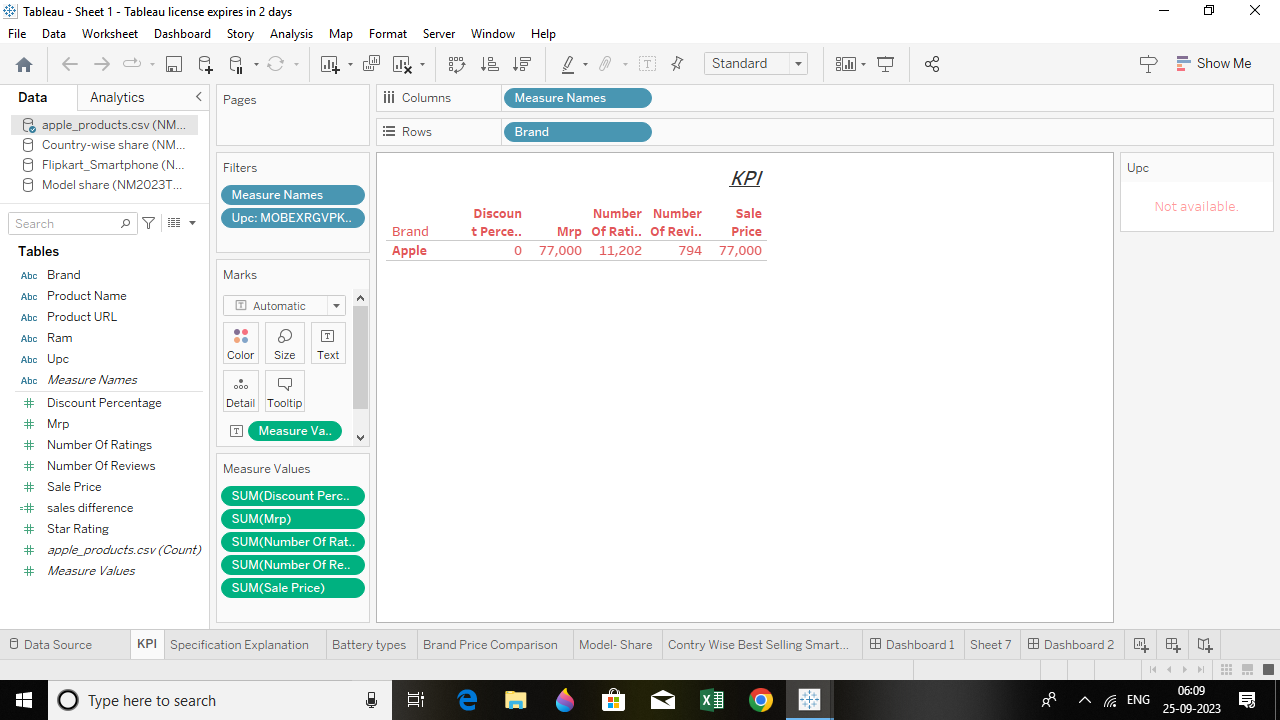 Tableau - Sheet 1 - Tableau license expires in 2 days
File Data Worksheet Dashboard Story Analysis Map Format Server Window Help
Standard
Show Me
Data Analytics
apple_products.csv (NM...
Country-wise share (NM...
Flipkart_Smartphone (N...
Model share (NM2023T...
Search
Tables
Abc Brand
Abc Product Name
Abc Product URL
Abc Ram
Abc Upc
Abc Measure Names
Discount Percentage
Mrp
Number Of Ratings
Number Of Reviews
Sale Price
sales difference
Star Rating
apple_products.csv (Count)
Measure Values
Pages
Filters
Measure Names
Upc: MOBEXRGVPK..
Marks
Automatic
Color Size Text
Detail Tooltip
Measure Va..
Measure Values
SUM(Discount Perc..
SUM(Mrp)
SUM(Number Of Rat..
SUM(Number Of Re..
SUM(Sale Price)
Columns Measure Names
Rows Brand
KPI
Discoun Number Number Sale
Brand t Perce.. Mrp Of Rati.. Of Revi.. Price
Apple 0 77,000 11,202 794 77,000
Upc
Not available.
Data Source KPI Specification Explanation Battery types Brand Price Comparison Model- Share Contry Wise Best Selling Smart... Dashboard 1 Sheet 7 Dashboard 2
Type here to search
ENG
06:09
25-09-2023